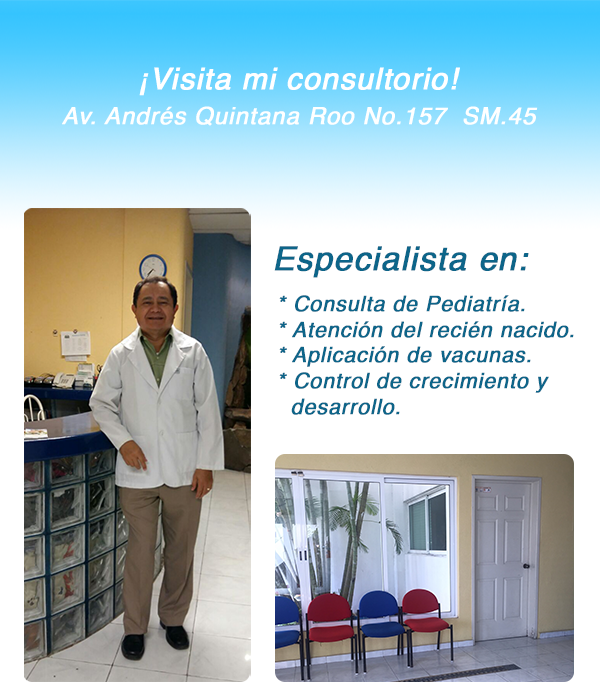 ¡Visita mi consultorio!
Av. Andrés Quintana Roo No.157 SM.45
Especialista en:
* Consulta de Pediatría.
* Atención del recién nacido.
* Aplicación de vacunas.
* Control de crecimiento y
desarrollo.